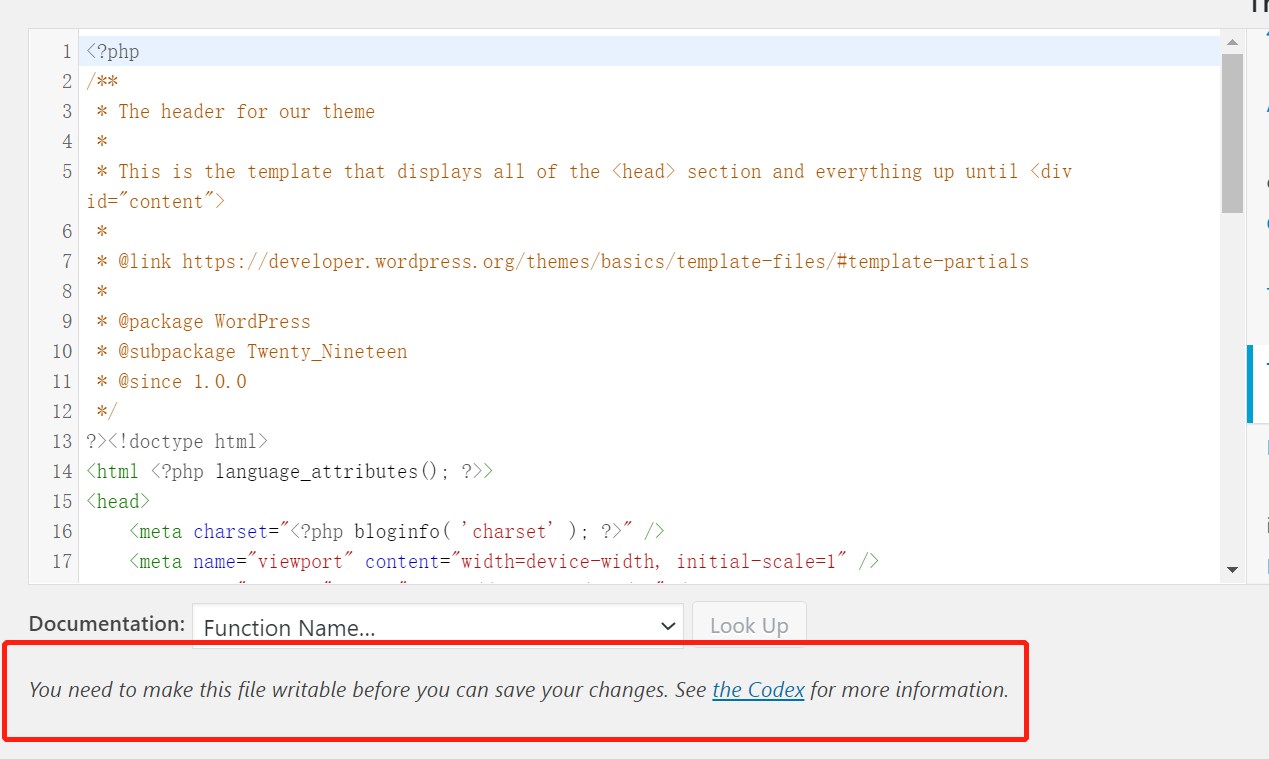 1 <?php
2 /**
3 * The header for our theme
4 *
5 * This is the template that displays all of the <head> section and everything up until <div
id="content">
6 *
7 * @link https://developer.wordpress.org/themes/basics/template-files/#template-partials
8 *
9 * @package WordPress
10 * @subpackage Twenty_Nineteen
11 * @since 1.0.0
12 */
13 ?><!doctype html>
14 <html <?php language_attributes(); ?>>
15 <head>
16 <meta charset="<?php bloginfo( 'charset' ); ?>" />
17 <meta name="viewport" content="width=device-width, initial-scale=1" />
Documentation: Function Name... Look Up
You need to make this file writable before you can save your changes. See the Codex for more information.